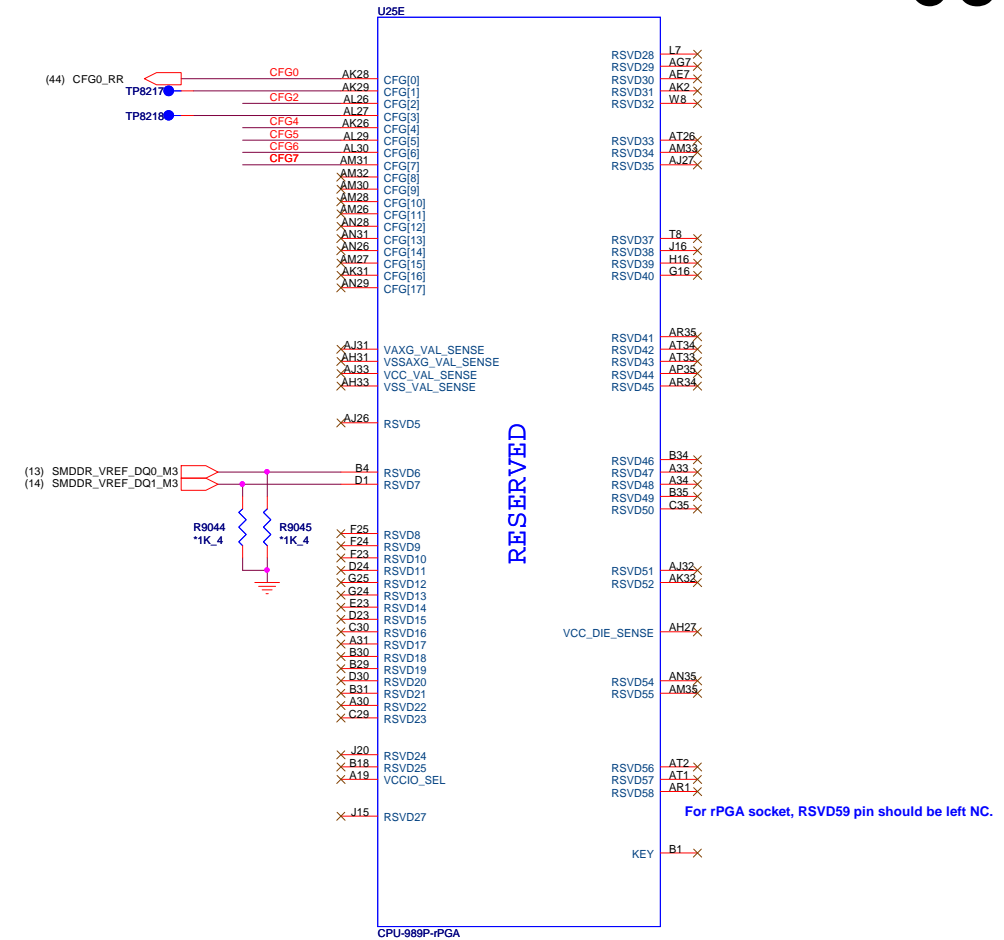 U25E
(44) CFG0_RR CFG0 AK28 CFG[0]
TP8217 AK29 CFG[1]
CFG2 AL26 CFG[2]
TP8218 AL27 CFG[3]
CFG4 AK26 CFG[4]
CFG5 AL29 CFG[5]
CFG6 AL30 CFG[6]
CFG7 AM31 CFG[7]
AM32 CFG[8]
AM30 CFG[9]
AM28 CFG[10]
AM26 CFG[11]
AN28 CFG[12]
AN31 CFG[13]
AN26 CFG[14]
AM27 CFG[15]
AK31 CFG[16]
AN29 CFG[17]
AJ31 VAXG_VAL_SENSE
AH31 VSSAXG_VAL_SENSE
AJ33 VCC_VAL_SENSE
AH33 VSS_VAL_SENSE
AJ26 RSVD5
(13) SMDDR_VREF_DQ0_M3 B4 RSVD6
(14) SMDDR_VREF_DQ1_M3 D1 RSVD7
R9044 R9045
*1K_4 *1K_4
F25 RSVD8
F24 RSVD9
F23 RSVD10
D24 RSVD11
G25 RSVD12
G24 RSVD13
E23 RSVD14
D23 RSVD15
C30 RSVD16
A31 RSVD17
B30 RSVD18
B29 RSVD19
D30 RSVD20
B31 RSVD21
A30 RSVD22
C29 RSVD23
J20 RSVD24
B18 RSVD25
A19 VCCIO_SEL
J15 RSVD27
RESERVED
RSVD28 L7
RSVD29 AG7
RSVD30 AE7
RSVD31 AK2
RSVD32 W8
RSVD33 AT26
RSVD34 AM33
RSVD35 AJ27
RSVD37 T8
RSVD38 J16
RSVD39 H16
RSVD40 G16
RSVD41 AR35
RSVD42 AT34
RSVD43 AT33
RSVD44 AP35
RSVD45 AR34
RSVD46 B34
RSVD47 A33
RSVD48 A34
RSVD49 B35
RSVD50 C35
RSVD51 AJ32
RSVD52 AK32
VCC_DIE_SENSE AH27
RSVD54 AN35
RSVD55 AM35
RSVD56 AT2
RSVD57 AT1
RSVD58 AR1
For rPGA socket, RSVD59 pin should be left NC.
KEY B1
CPU-989P-rPGA